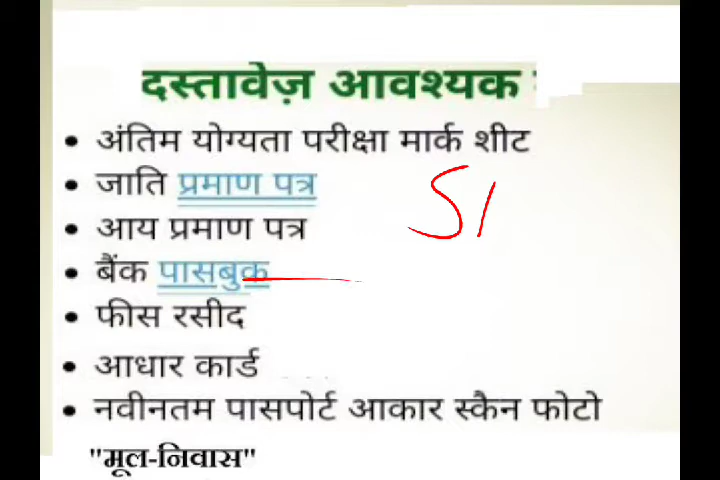 दस्तावेज़ आवश्यक
• अंतिम योग्यता परीक्षा मार्क शीट
• जाति प्रमाण पत्र
• आय प्रमाण पत्र
• बैंक पासबुक
• फीस रसीद
• आधार कार्ड
• नवीनतम पासपोर्ट आकार स्कैन फोटो
"मूल-निवास"